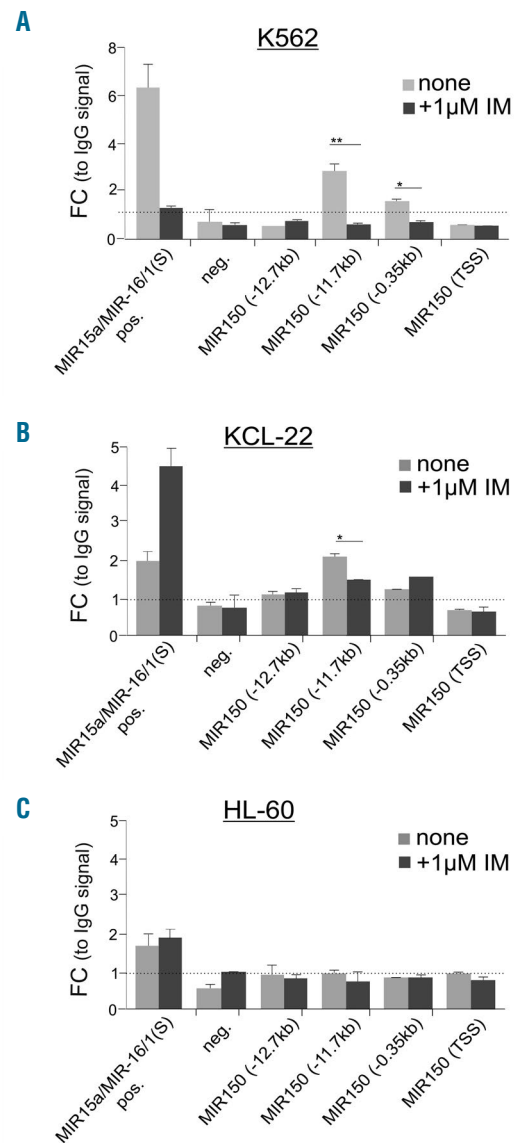 A
K562
FC (to IgG signal)
8
6
4
2
0
none
+1µM IM
**
*
MIR15a/MIR-16/1(S)
pos.
neg.
MIR150 (-12.7kb)
MIR150 (-11.7kb)
MIR150 (-0.35kb)
MIR150 (TSS)
B
KCL-22
FC (to IgG signal)
5
4
3
2
1
0
none
+1µM IM
*
MIR15a/MIR-16/1(S)
pos.
neg.
MIR150 (-12.7kb)
MIR150 (-11.7kb)
MIR150 (-0.35kb)
MIR150 (TSS)
C
HL-60
FC (to IgG signal)
5
4
3
2
1
0
none
+1µM IM
MIR15a/MIR-16/1(S)
pos.
neg.
MIR150 (-12.7kb)
MIR150 (-11.7kb)
MIR150 (-0.35kb)
MIR150 (TSS)